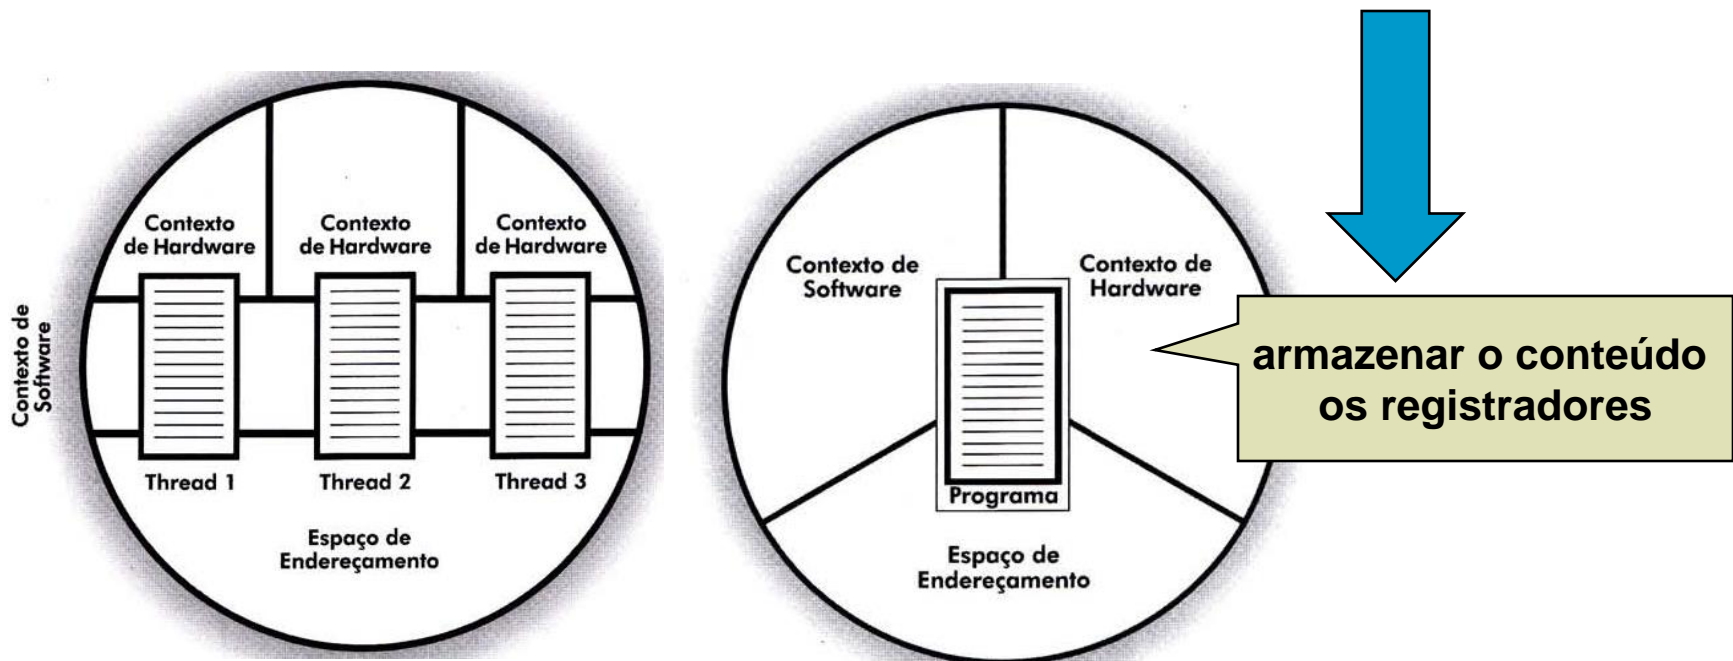 Contexto
de Hardware
Contexto
de Hardware
Contexto
de Hardware
Contexto de
Software
Thread 1
Thread 2
Thread 3
Espaço de
Endereçamento
Contexto de
Software
Contexto de
Hardware
Programa
Espaço de
Endereçamento
armazenar o conteúdo
os registradores